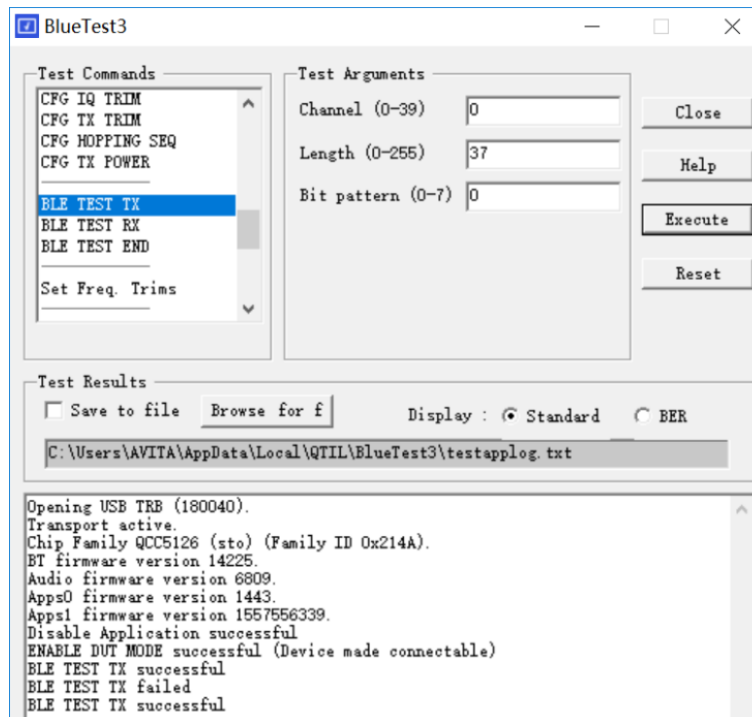 BlueTest3
Test Commands
CFG IQ TRIM
CFG TX TRIM
CFG HOPPING SEQ
CFG TX POWER
BLE TEST TX
BLE TEST RX
BLE TEST END
Set Freq. Trims
Test Arguments
Channel (0-39) 0
Length (0-255) 37
Bit pattern (0-7) 0
Close
Help
Execute
Reset
Test Results
Save to file Browse for f Display : Standard BER
C:\Users\AVITA\AppData\Local\QTIL\BlueTest3\testapplog.txt
Opening USB TRB (180040).
Transport active.
Chip Family QCC5126 (sto) (Family ID 0x214A).
BT firmware version 14225.
Audio firmware version 6809.
Apps0 firmware version 1443.
Apps1 firmware version 1557556339.
Disable Application successful
ENABLE DUT MODE successful (Device made connectable)
BLE TEST TX successful
BLE TEST TX failed
BLE TEST TX successful